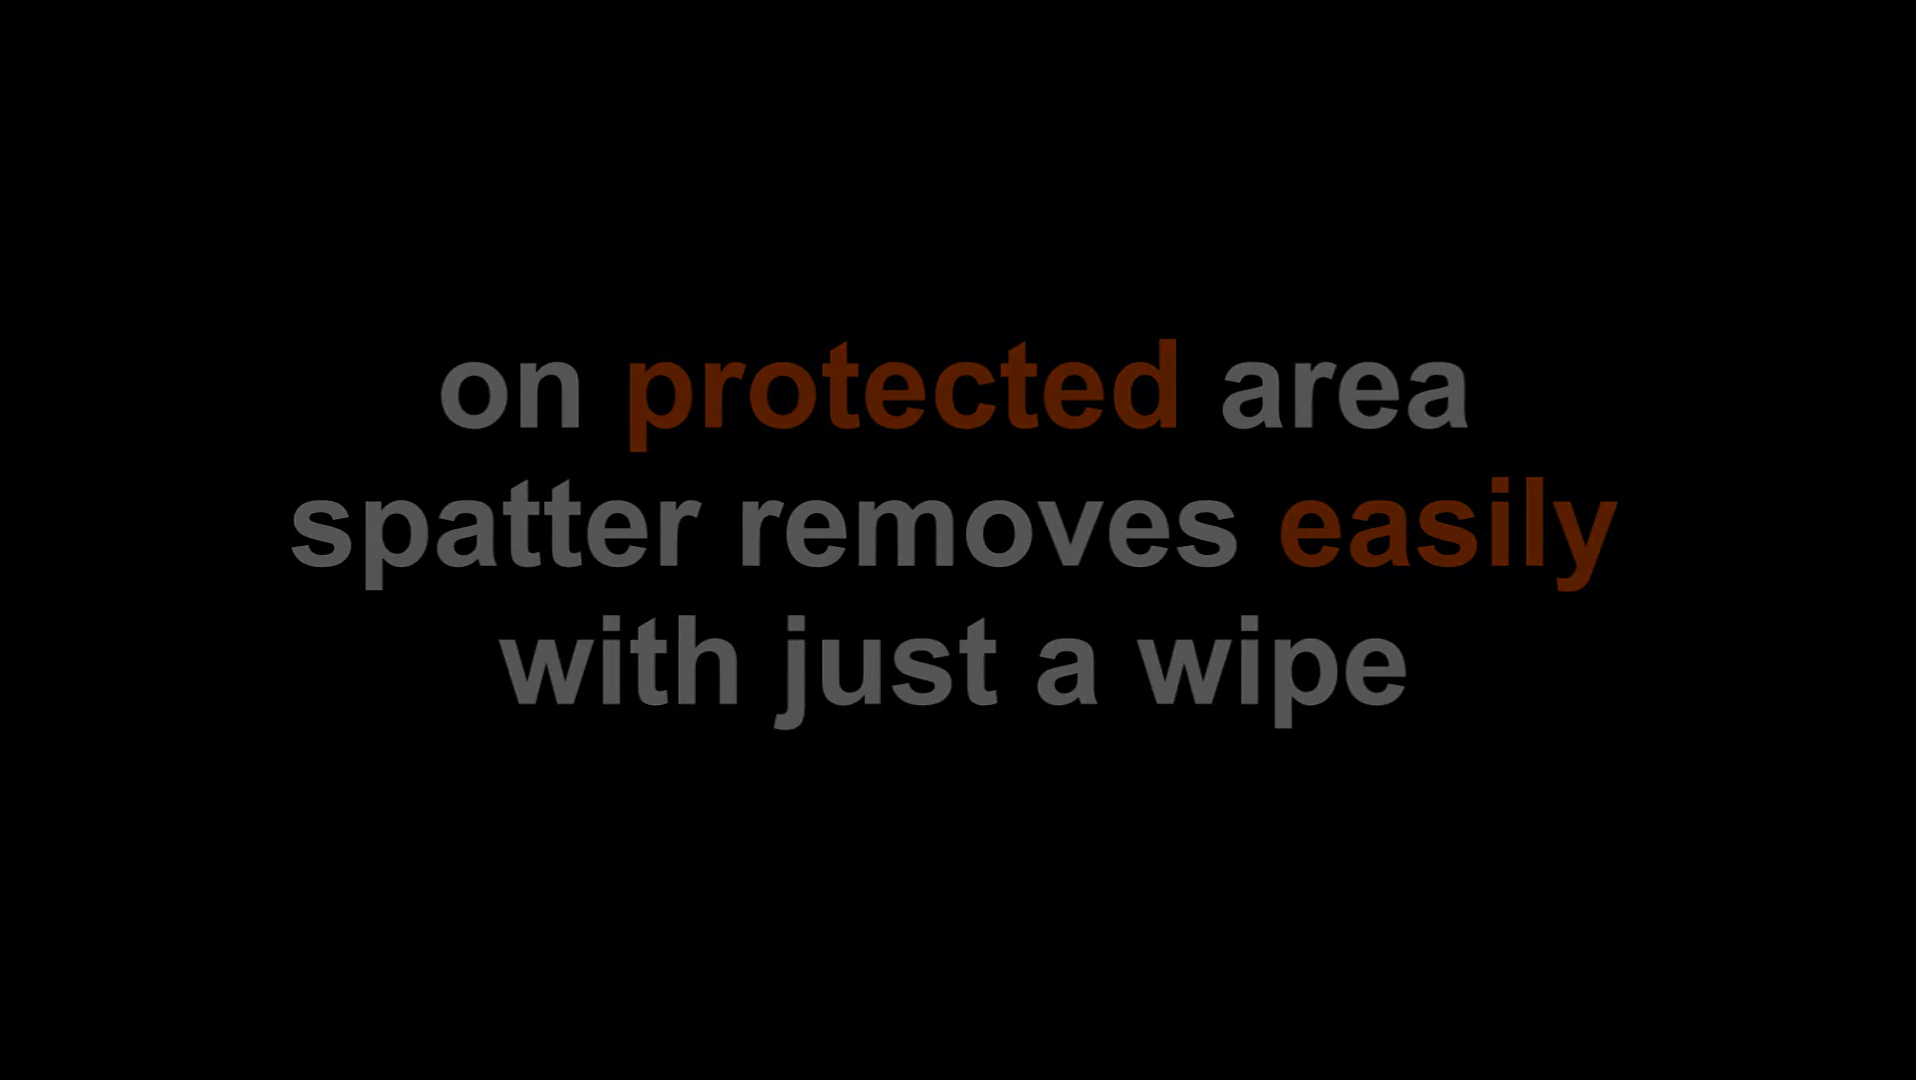 on protected area
spatter removes easily
with just a wipe